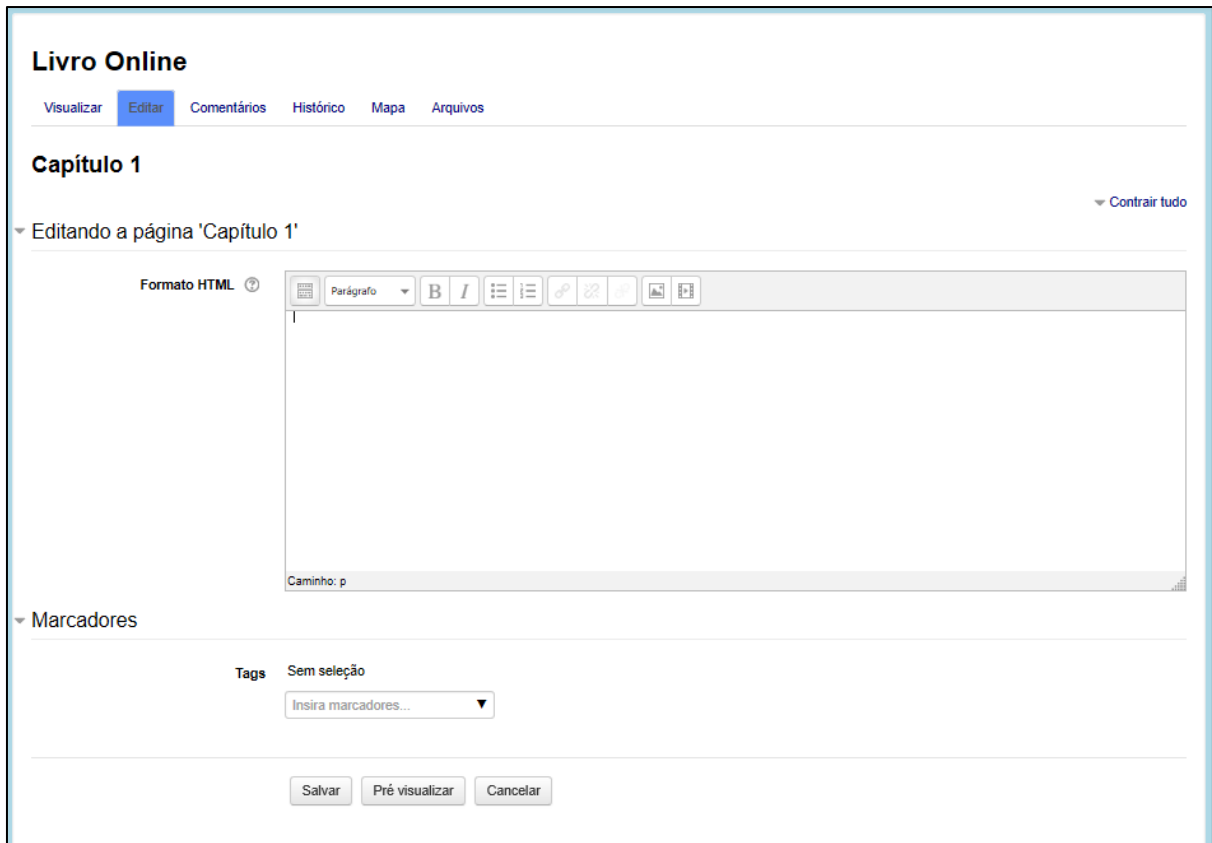 Livro Online
Visualizar Editar Comentários Histórico Mapa Arquivos
Capítulo 1
Contrair tudo
Editando a página 'Capítulo 1'
Formato HTML ?
Parágrafo B I
Caminho: p
Marcadores
Tags Sem seleção
Insira marcadores...
Salvar Pré visualizar Cancelar